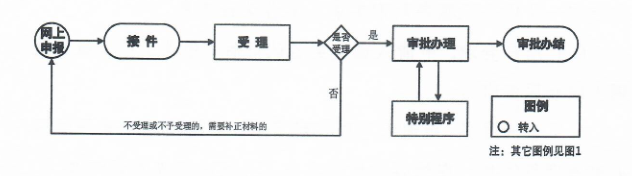 网上
申报
接 件
受 理
是否
受理
是
审批办理
审批办结
否
特别程序
不受理或不予受理的，需要补正材料的
图例
转入
注：其它图例见图1